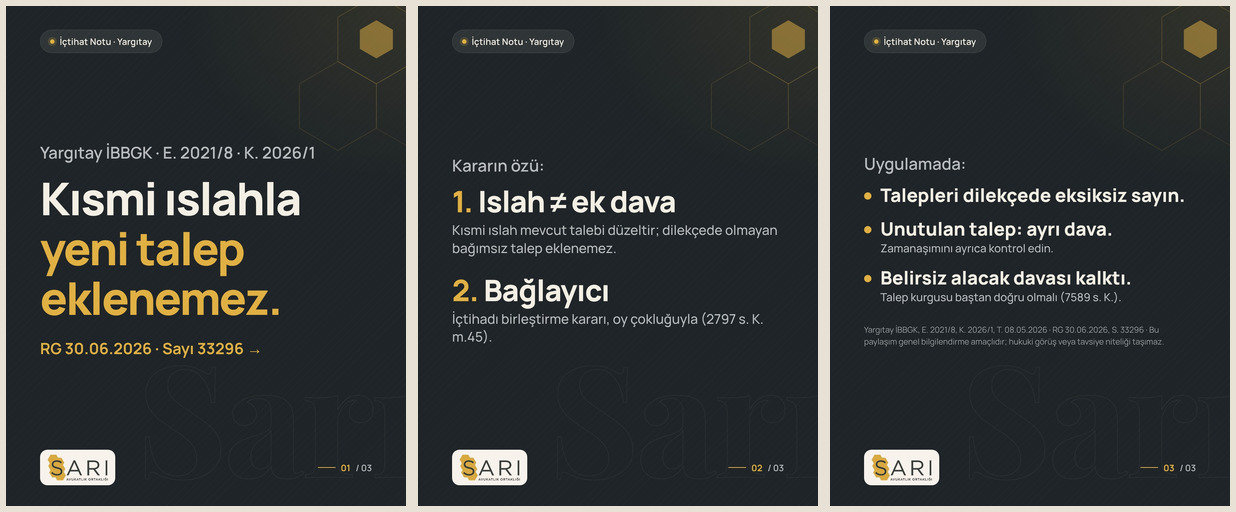 İçtihat Notu · Yargıtay
Yargıtay İBBGK · E. 2021/8 · K. 2026/1
Kısmi ıslahla
yeni talep
eklenemez.
RG 30.06.2026 · Sayı 33296 →
Sarı
SARI
AVUKATLIK ORTAKLIĞI
01 / 03
İçtihat Notu · Yargıtay
Kararın özü:
1. Islah ≠ ek dava
Kısmi ıslah mevcut talebi düzeltir; dilekçede olmayan
bağımsız talep eklenemez.
2. Bağlayıcı
İçtihadı birleştirme kararı, oy çokluğuyla (2797 s. K.
m.45).
Sarı
SARI
AVUKATLIK ORTAKLIĞI
02 / 03
İçtihat Notu · Yargıtay
Uygulamada:
Talepleri dilekçede eksiksiz sayın.
Unutulan talep: ayrı dava.
Zamanaşımını ayrıca kontrol edin.
Belirsiz alacak davası kalktı.
Talep kurgusu baştan doğru olmalı (7589 s. K.).
Yargıtay İBBGK, E. 2021/8, K. 2026/1, T. 08.05.2026 · RG 30.06.2026, S. 33296 · Bu
paylaşım genel bilgilendirme amaçlıdır; hukuki görüş veya tavsiye niteliği taşımaz.
Sarı
SARI
AVUKATLIK ORTAKLIĞI
03 / 03